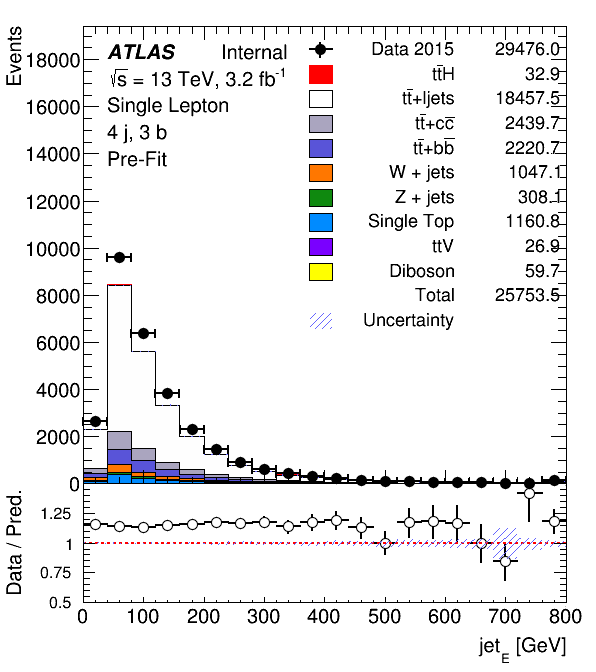 Events
18000
16000
14000
12000
10000
8000
6000
4000
2000
0
ATLAS Internal
√s = 13 TeV, 3.2 fb⁻¹
Single Lepton
4 j, 3 b
Pre-Fit
Data 2015 29476.0
tt̄H 32.9
tt̄+ljets 18457.5
tt̄+cc̄ 2439.7
tt̄+bb̄ 2220.7
W + jets 1047.1
Z + jets 308.1
Single Top 1160.8
ttV 26.9
Diboson 59.7
Total 25753.5
Uncertainty
Data / Pred.
1.25
1
0.75
0.5
0 100 200 300 400 500 600 700 800
jet_E [GeV]